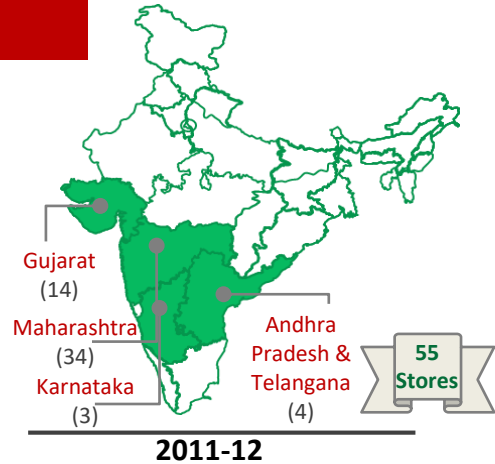 Gujarat
(14)
Maharashtra
(34)
Karnataka
(3)
Andhra
Pradesh &
Telangana
(4)
55
Stores
2011-12